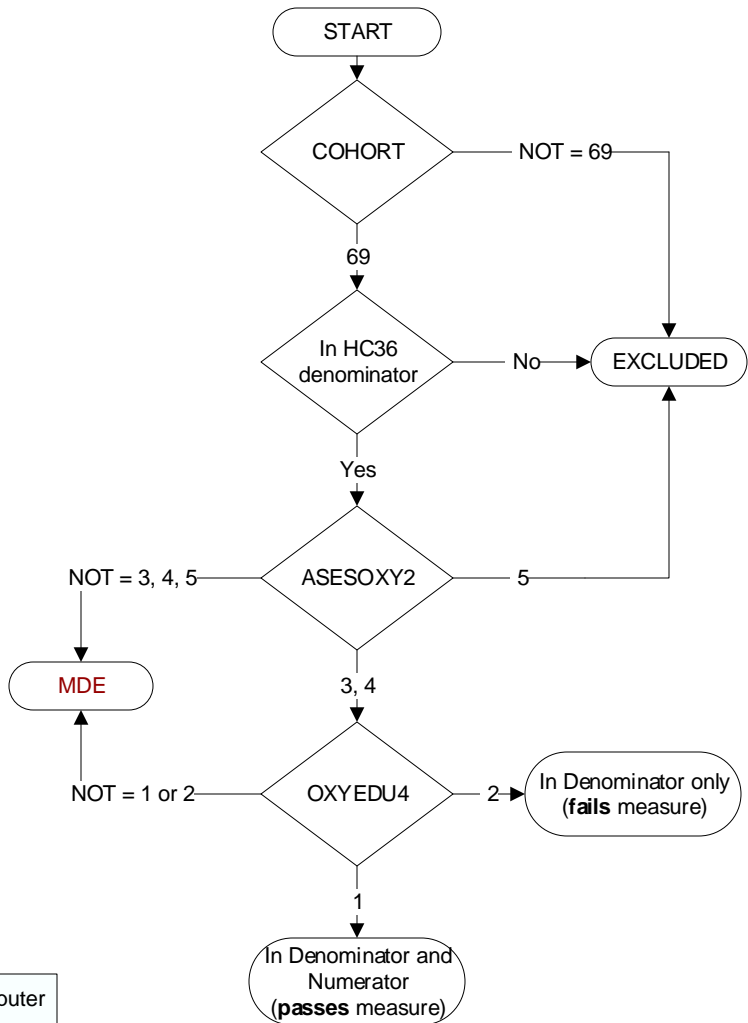 START
COHORT
NOT = 69
69
In HC36
denominator
No
EXCLUDED
Yes
ASESOXY2
NOT = 3, 4, 5
5
MDE
3, 4
OXYEDU4
NOT = 1 or 2
2
In Denominator only
(fails measure)
1
In Denominator and
Numerator
(passes measure)